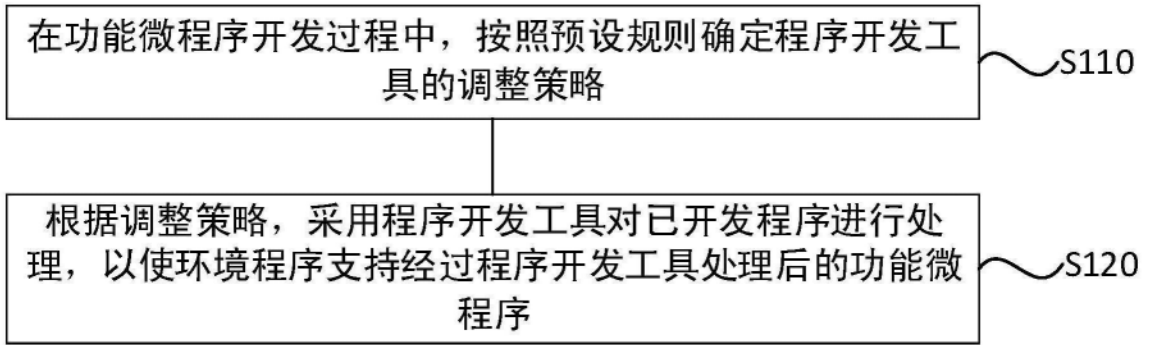 在功能微程序开发过程中，按照预设规则确定程序开发工
具的调整策略
S110
根据调整策略，采用程序开发工具对已开发程序进行处
理，以使环境程序支持经过程序开发工具处理后的功能微
程序
S120